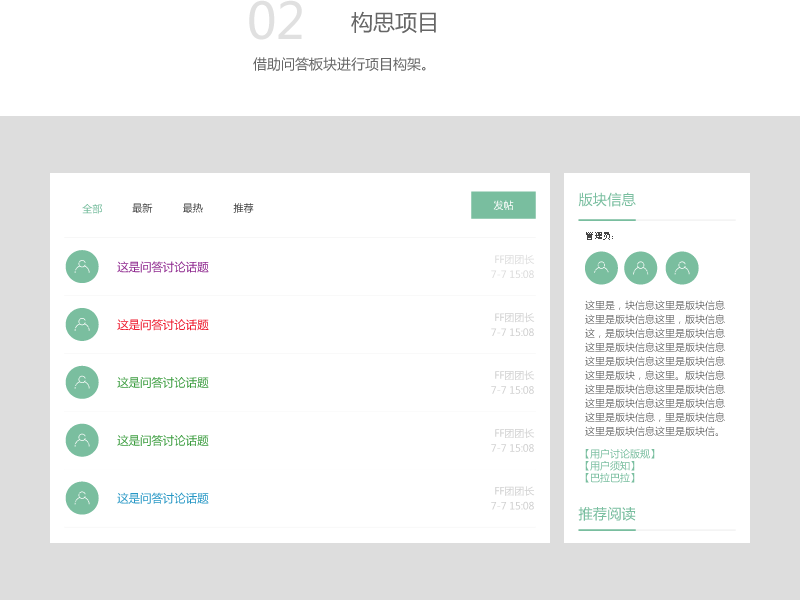 02 构思项目
借助问答板块进行项目构架。
全部 最新 最热 推荐 发帖
这是问答讨论话题 FF团团长
7-7 15:08
这是问答讨论话题 FF团团长
7-7 15:08
这是问答讨论话题 FF团团长
7-7 15:08
这是问答讨论话题 FF团团长
7-7 15:08
这是问答讨论话题 FF团团长
7-7 15:08
版块信息
管理员:
这里是，块信息这里是版块信息
这里是版块信息这里，版块信息
这，是版块信息这里是版块信息
这里是版块信息这里是版块信息
这里是版块信息这里是版块信息
这里是版块，息这里。版块信息
这里是版块信息这里是版块信息
这里是版块信息这里是版块信息
这里是版块信息，里是版块信息
这里是版块信息这里是版块信。
【用户讨论版规】
【用户须知】
【巴拉巴拉】
推荐阅读